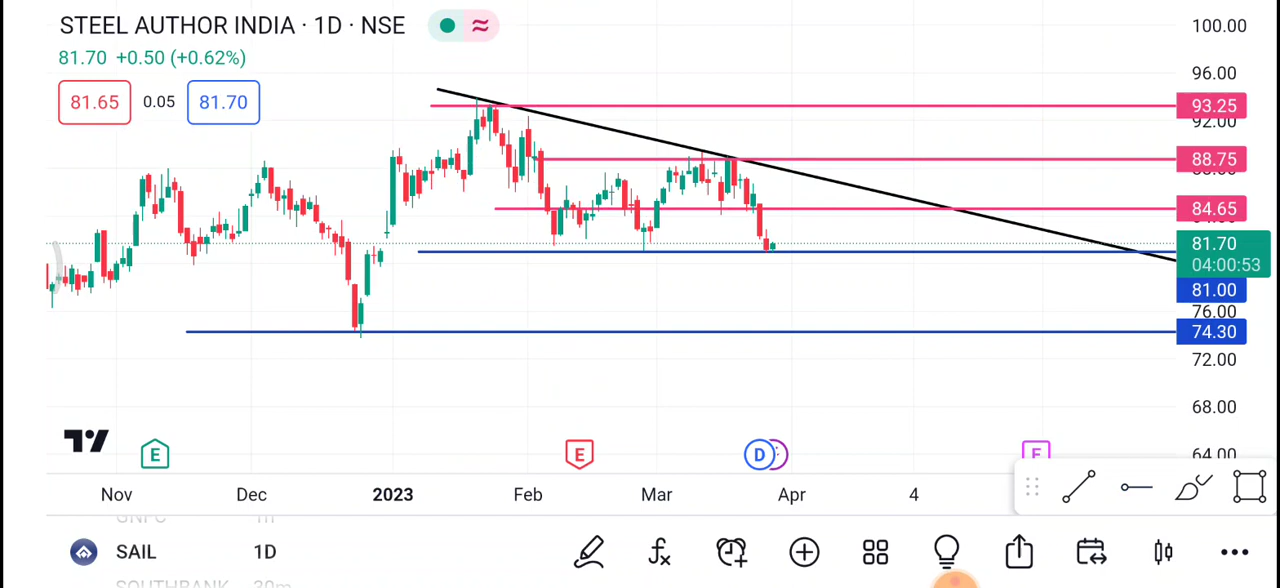 STEEL AUTHOR INDIA · 1D · NSE
81.70 +0.50 (+0.62%)
81.65 0.05 81.70
100.00
96.00
93.25
92.00
88.75
84.65
81.70
04:00:53
81.00
76.00
74.30
72.00
68.00
64.00
E E D
Nov Dec 2023 Feb Mar Apr 4
SAIL 1D
SOUTHBANK 30m